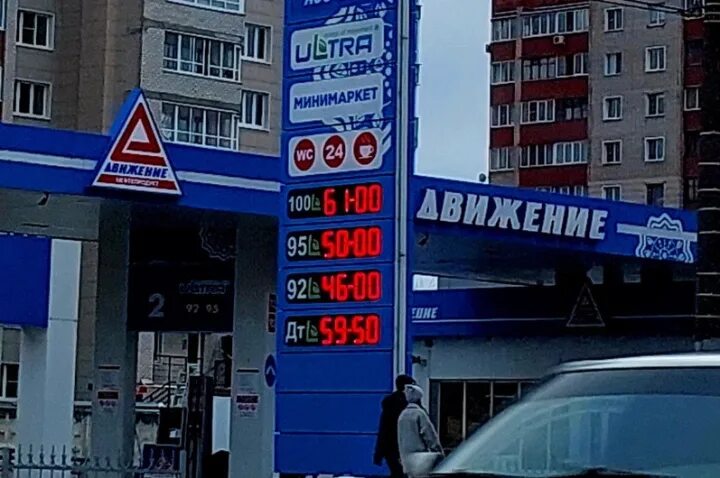 ULTRA
МИНИМАРКЕТ
WC 24
100 61-00
95 50-00
92 46-00
ДТ 59-50
ДВИЖЕНИЕ
НЕФТЕПРОДУКТ
ДВИЖЕНИЕ
2 ULTRA
92 95